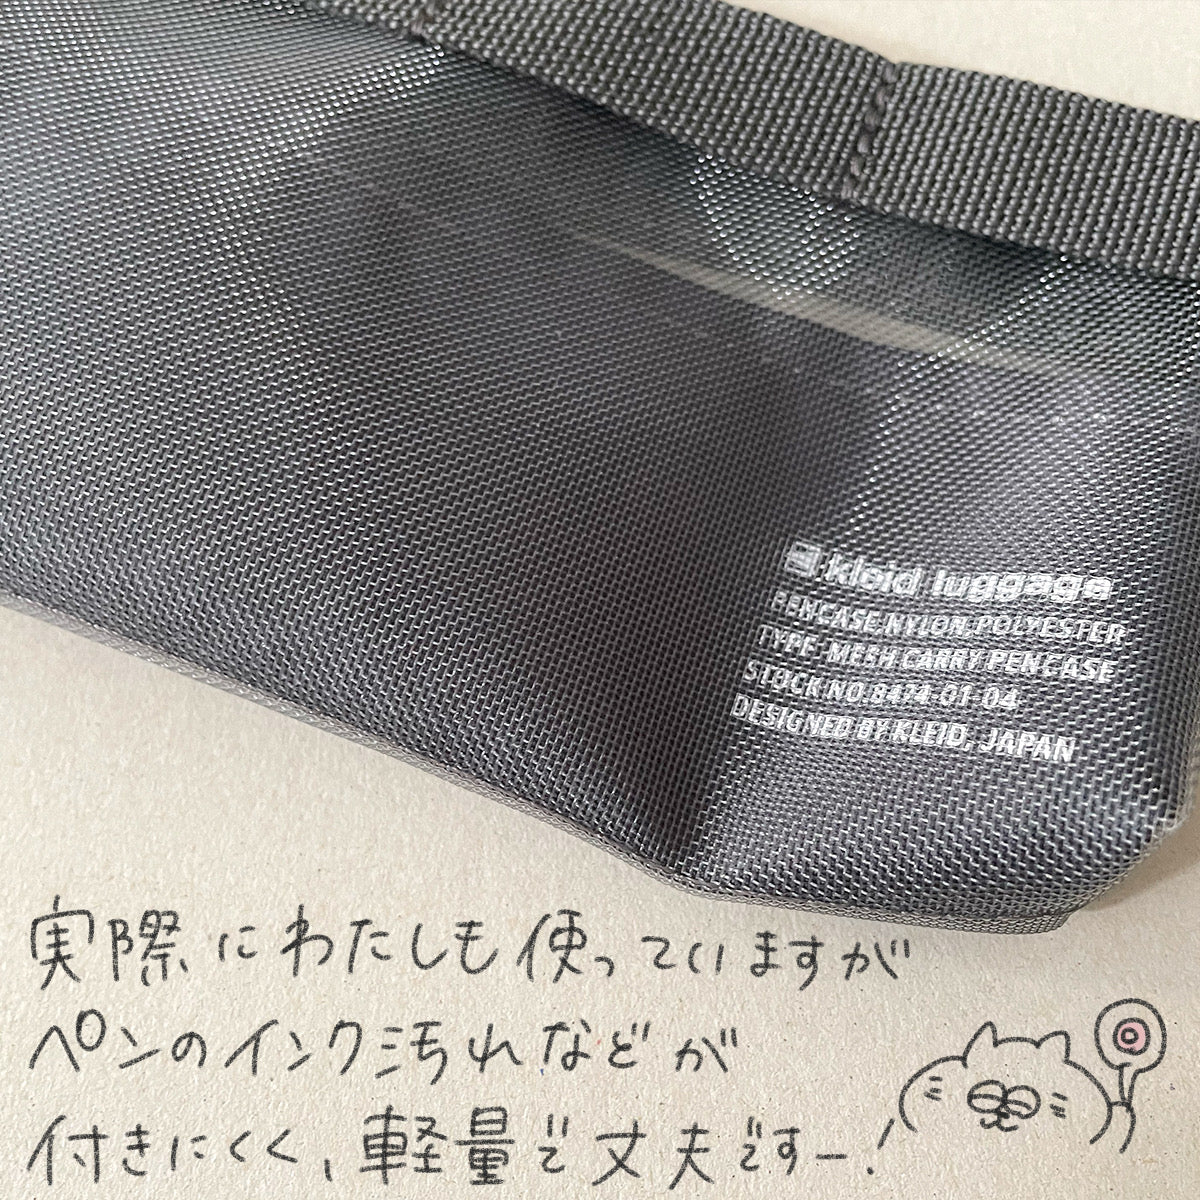 kleid luggage
PENCASE,NYLON,POLYESTER
TYPE. MESH CARRY PENCASE
STOCK NO.8474-01-04
DESIGNED BY KLEID, JAPAN
実際にわたしも使っていますが
ペンのインク汚れなどが
付きにくく、軽量で丈夫ですー!